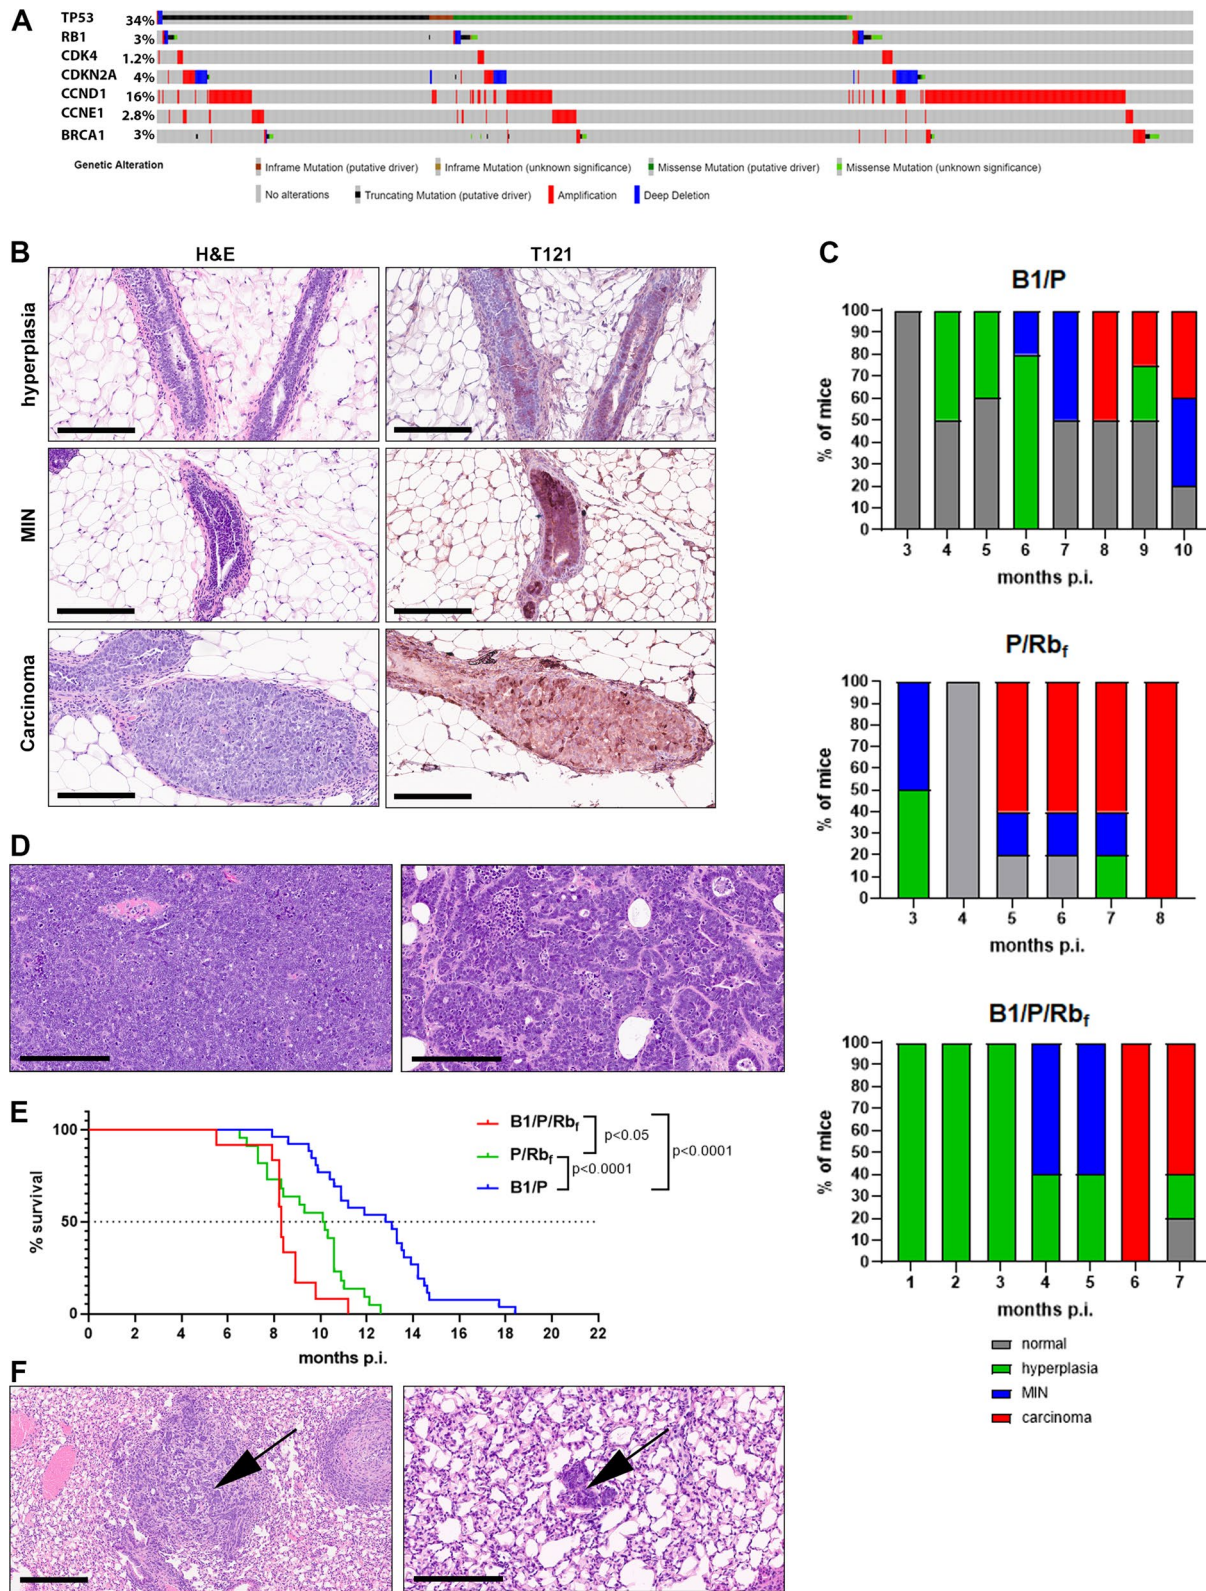 A
TP53 34%
RB1 3%
CDK4 1.2%
CDKN2A 4%
CCND1 16%
CCNE1 2.8%
BRCA1 3%
Genetic Alteration
Inframe Mutation (putative driver) Inframe Mutation (unknown significance) Missense Mutation (putative driver) Missense Mutation (unknown significance)
No alterations Truncating Mutation (putative driver) Amplification Deep Deletion
B
H&E T121
hyperplasia
MIN
Carcinoma
C
B1/P
% of mice
100
90
80
70
60
50
40
30
20
10
0
3 4 5 6 7 8 9 10
months p.i.
P/Rbf
% of mice
100
90
80
70
60
50
40
30
20
10
0
3 4 5 6 7 8
months p.i.
B1/P/Rbf
% of mice
100
90
80
70
60
50
40
30
20
10
0
1 2 3 4 5 6 7
months p.i.
normal
hyperplasia
MIN
carcinoma
D
E
% survival
100
50
0
0 2 4 6 8 10 12 14 16 18 20 22
months p.i.
B1/P/Rbf
P/Rbf
B1/P
p<0.05
p<0.0001
p<0.0001
F